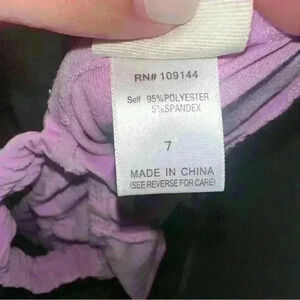 RN# 109144
Self 95%POLYESTER
5%SPANDEX
7
MADE IN CHINA
(SEE REVERSE FOR CARE)